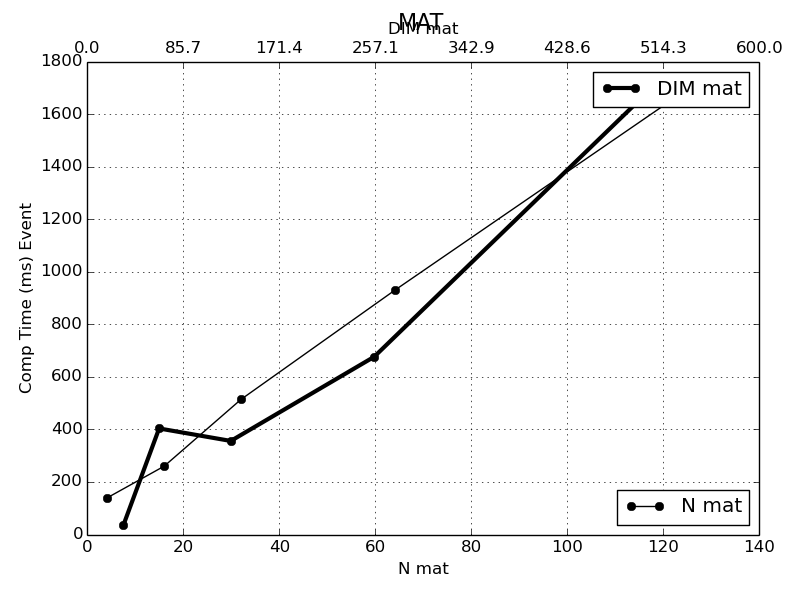 MAT
DIM mat
0.0 85.7 171.4 257.1 342.9 428.6 514.3 600.0
1800
DIM mat
1600
1400
1200
1000
Comp Time (ms) Event
800
600
400
200
N mat
0
0 20 40 60 80 100 120 140
N mat